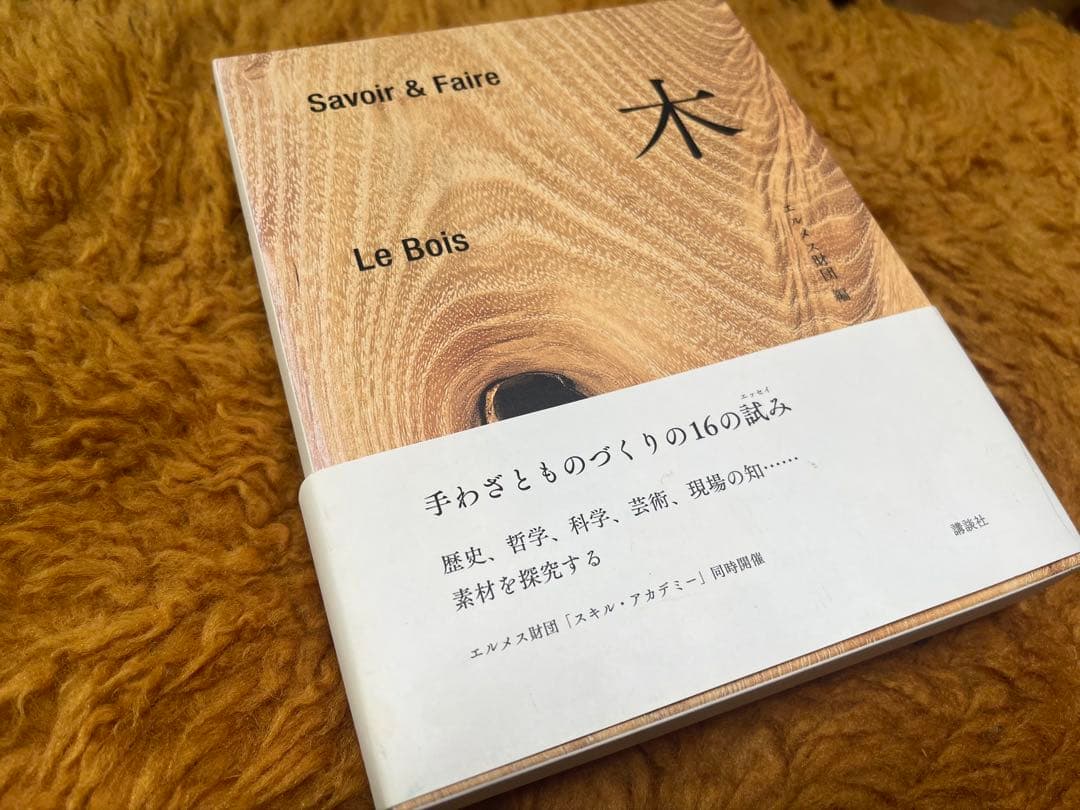 Savoir & Faire
木
Le Bois
エルメス財団 編
手わざとものづくりの16の試み
エッセイ
歴史、哲学、科学、芸術、現場の知……
素材を探究する
エルメス財団「スキル・アカデミー」同時開催
講談社